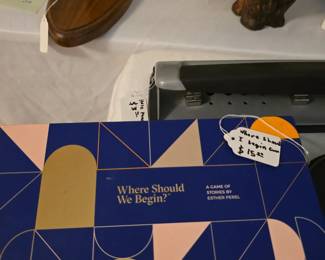 Where Should
I begin Game
$ 15.00
Where Should
We Begin?
A GAME OF
STORIES BY
ESTHER PEREL